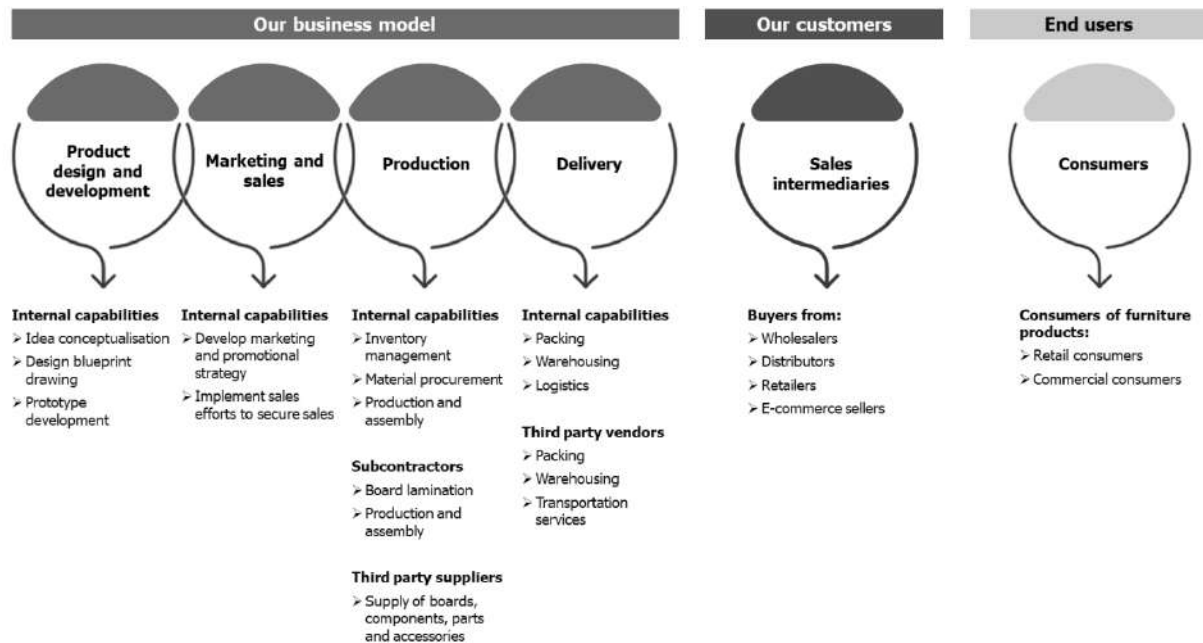 Our business model
Our customers
End users
Product
design and
development
Marketing and
sales
Production
Delivery
Sales
intermediaries
Consumers
Internal capabilities
➢ Idea conceptualisation
➢ Design blueprint
drawing
➢ Prototype
development
Internal capabilities
➢ Develop marketing
and promotional
strategy
➢ Implement sales
efforts to secure sales
Internal capabilities
➢ Inventory
management
➢ Material procurement
➢ Production and
assembly
Subcontractors
➢ Board lamination
➢ Production and
assembly
Third party suppliers
➢ Supply of boards,
components, parts
and accessories
Internal capabilities
➢ Packing
➢ Warehousing
➢ Logistics
Third party vendors
➢ Packing
➢ Warehousing
➢ Transportation
services
Buyers from:
➢ Wholesalers
➢ Distributors
➢ Retailers
➢ E-commerce sellers
Consumers of furniture
products:
➢ Retail consumers
➢ Commercial consumers